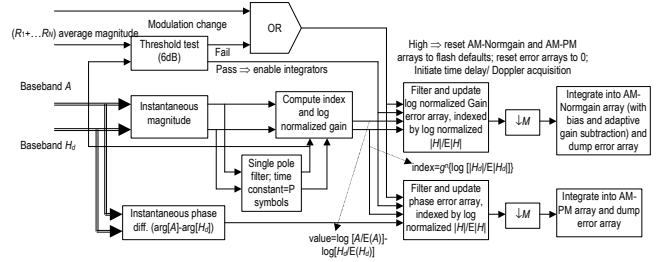 Modulation change
OR
(R1+…RN) average magnitude
Threshold test
(6dB)
Fail
Pass ⇒ enable integrators
High ⇒ reset AM-Normgain and AM-PM
arrays to flash defaults; reset error arrays to 0;
Initiate time delay/ Doppler acquisition
Baseband A
Baseband Hd
Instantaneous
magnitude
Compute index
and log
normalized gain
Filter and update
log normalized Gain
error array, indexed
by log normalized
|H|/E|H|
↓M
Integrate into AM-
Normgain array (with
bias and adaptive
gain subtraction) and
dump error array
Single pole
filter; time
constant=P
symbols
index=g^{log [|Hd|/E|Hd|]}
Instantaneous phase
diff. (arg[A]-arg[Hd])
Filter and update
phase error array,
indexed by log
normalized |H|/E|H|
↓M
Integrate into AM-
PM array and dump
error array
value=log [A/E(A)]-
log[Hd/E(Hd)]